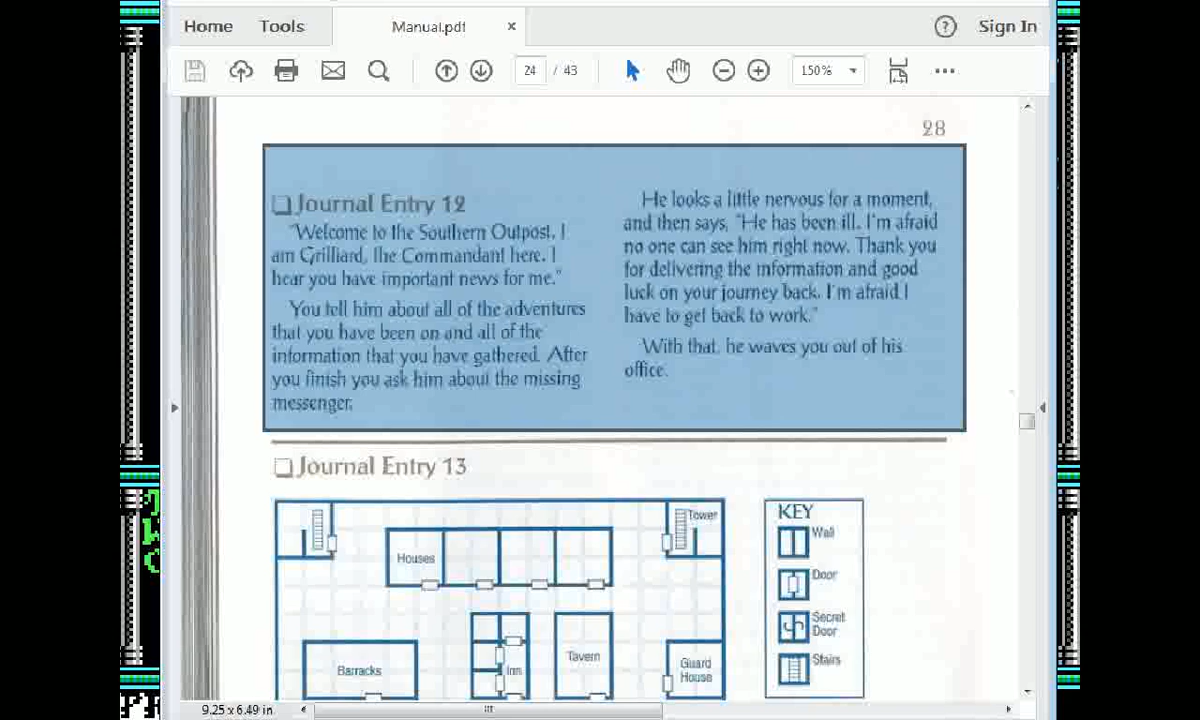 Home Tools Manual.pdf × ? Sign In
24 / 43 150%
28
Journal Entry 12
"Welcome to the Southern Outpost. I
am Grilliard, the Commandant here. I
hear you have important news for me."
You tell him about all of the adventures
that you have been on and all of the
information that you have gathered. After
you finish you ask him about the missing
messenger.
He looks a little nervous for a moment,
and then says, "He has been ill. I'm afraid
no one can see him right now. Thank you
for delivering the information and good
luck on your journey back. I'm afraid I
have to get back to work."
With that, he waves you out of his
office.
Journal Entry 13
Tower
Houses
Barracks
Inn
Tavern
Guard
House
KEY
Wall
Door
Secret
Door
Stairs
9.25 x 6.49 in